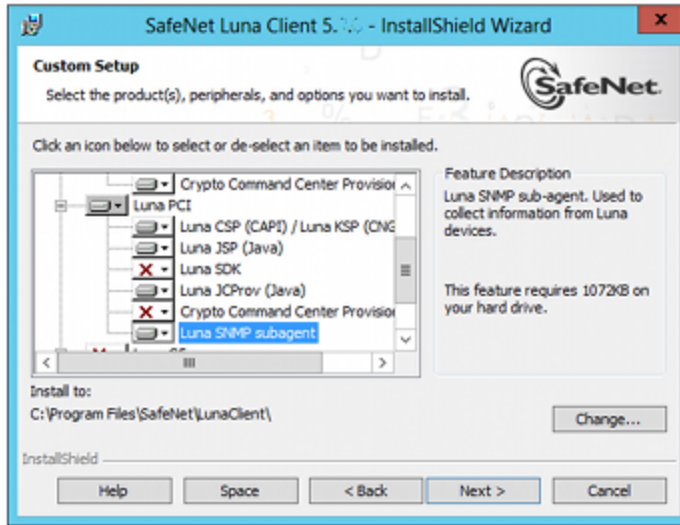 SafeNet Luna Client 5. - InstallShield Wizard
x
Custom Setup
Select the product(s), peripherals, and options you want to install.
SafeNet.
Click an icon below to select or de-select an item to be installed.
Crypto Command Center Provision
Luna PCI
Luna CSP (CAPI) / Luna KSP (CNG
Luna JSP (Java)
Luna SDK
Luna JCProv (Java)
Crypto Command Center Provision
Luna SNMP subagent
Feature Description
Luna SNMP sub-agent. Used to
collect information from Luna
devices.
This feature requires 1072KB on
your hard drive.
Install to:
C:\Program Files\SafeNet\LunaClient\
Change...
InstallShield
Help
Space
< Back
Next >
Cancel